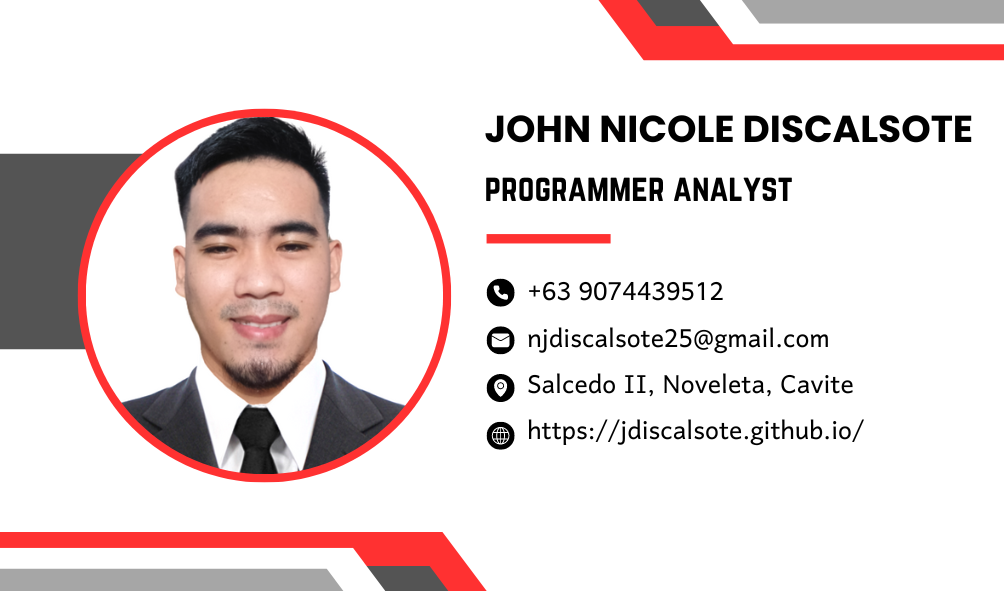 JOHN NICOLE DISCALSOTE
PROGRAMMER ANALYST
+63 9074439512
njdiscalsote25@gmail.com
Salcedo II, Noveleta, Cavite
https://jdiscalsote.github.io/